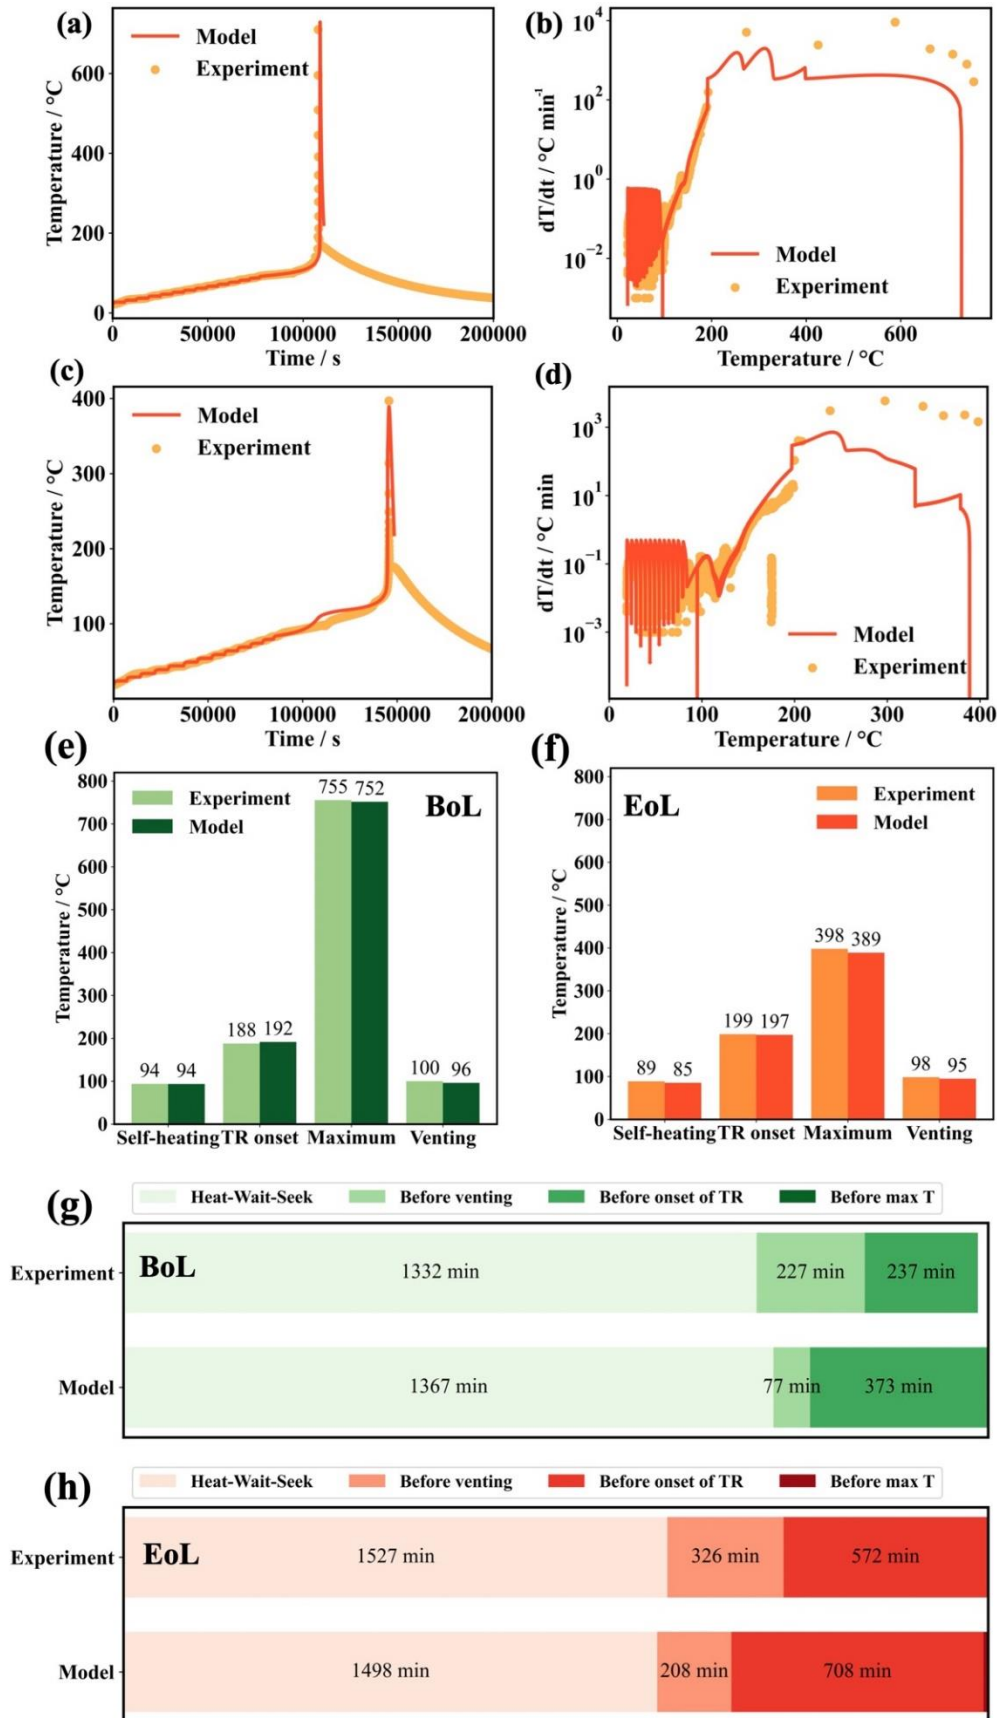 (a)
Model
Experiment
600
400
200
0
Temperature / °C
0 50000 100000 150000 200000
Time / s
(b)
10^4
10^2
10^0
10^-2
dT/dt / °C min^-1
Model
Experiment
0 200 400 600
Temperature / °C
(c)
Model
Experiment
400
300
200
100
Temperature / °C
0 50000 100000 150000 200000
Time / s
(d)
10^3
10^1
10^-1
10^-3
dT/dt / °C min
Model
Experiment
0 100 200 300 400
Temperature / °C
(e)
Experiment
Model
BoL
800
700
600
500
400
300
200
100
0
Temperature / °C
94 94 188 192 755 752 100 96
Self-heating TR onset Maximum Venting
(f)
EoL
Experiment
Model
800
700
600
500
400
300
200
100
0
Temperature / °C
89 85 199 197 398 389 98 95
Self-heating TR onset Maximum Venting
(g)
Heat-Wait-Seek Before venting Before onset of TR Before max T
BoL
Experiment 1332 min 227 min 237 min
Model 1367 min 77 min 373 min
(h)
Heat-Wait-Seek Before venting Before onset of TR Before max T
EoL
Experiment 1527 min 326 min 572 min
Model 1498 min 208 min 708 min